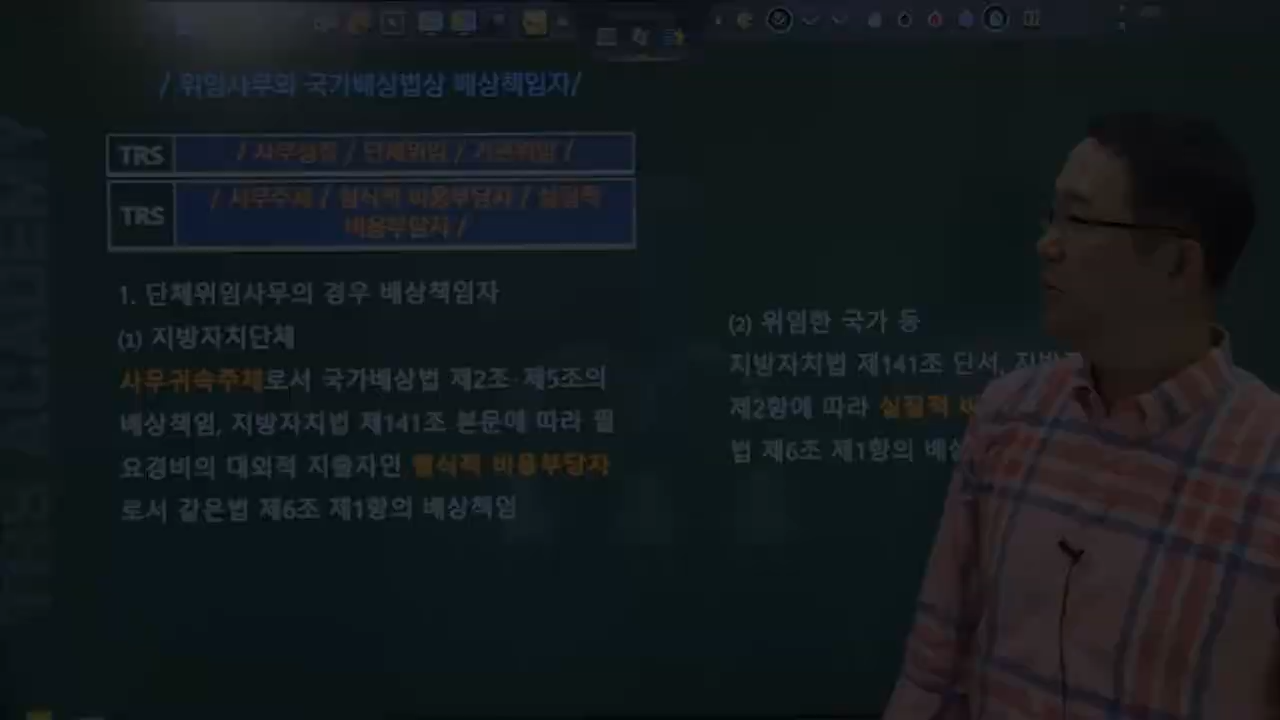 / 위임사무와 국가배상법상 배상책임자/
TRS / 사무성질 / 단체위임 / 기관위임 /
TRS / 사무주체 / 형식적 비용부담자 / 실질적
비용부담자 /
1. 단체위임사무의 경우 배상책임자
(1) 지방자치단체
사무귀속주체로서 국가배상법 제2조·제5조의
배상책임, 지방자치법 제141조 본문에 따라 필
요경비의 대외적 지출자인 형식적 비용부담자
로서 같은법 제6조 제1항의 배상책임
(2) 위임한 국가 등
지방자치법 제141조 단서,
제2항에 따라 실질적
법 제6조 제1항의